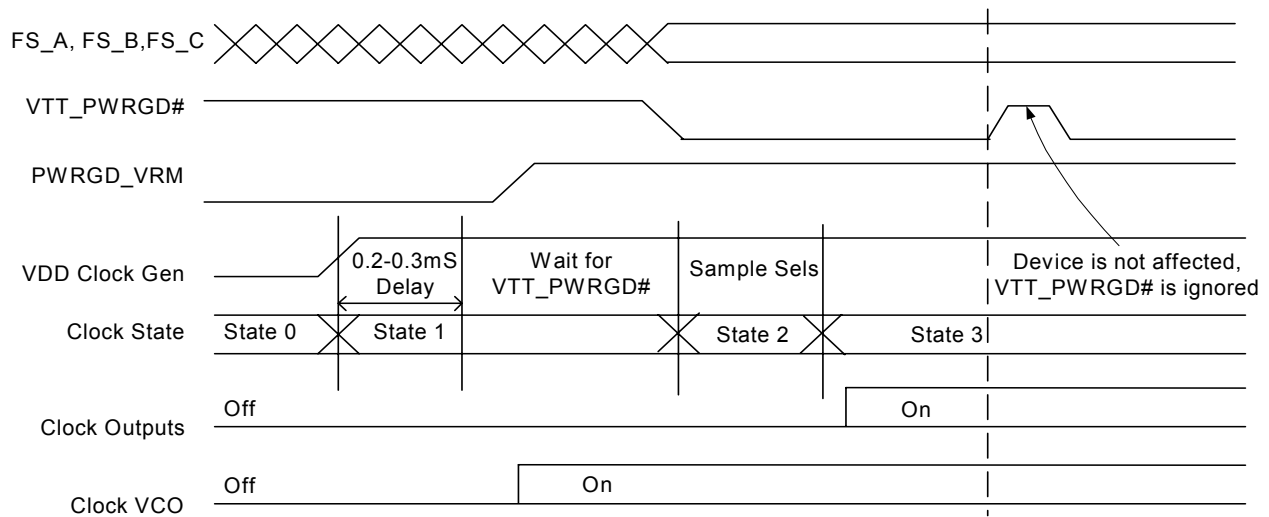 FS_A, FS_B,FS_C
VTT_PWRGD#
PWRGD_VRM
VDD Clock Gen
0.2-0.3mS
Delay
Wait for
VTT_PWRGD#
Sample Sels
Device is not affected,
VTT_PWRGD# is ignored
Clock State
State 0
State 1
State 2
State 3
Clock Outputs
Off
On
Clock VCO
Off
On